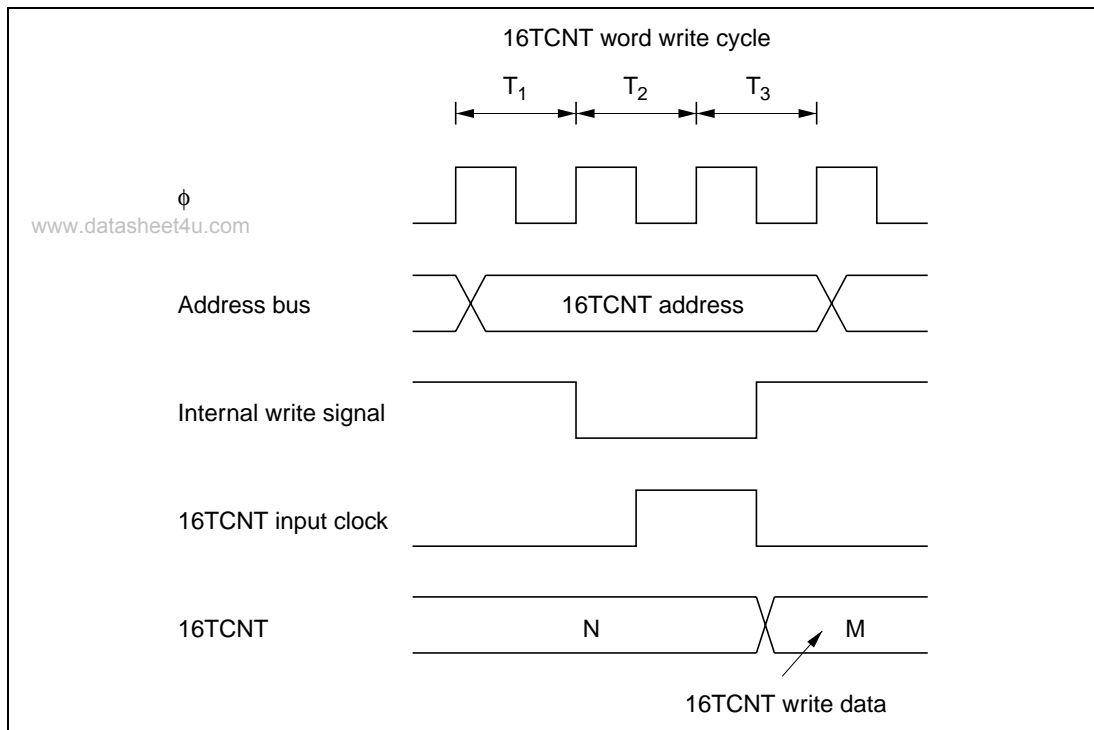 16TCNT word write cycle
T1 T2 T3
φ
www.datasheet4u.com
Address bus 16TCNT address
Internal write signal
16TCNT input clock
16TCNT N M
16TCNT write data